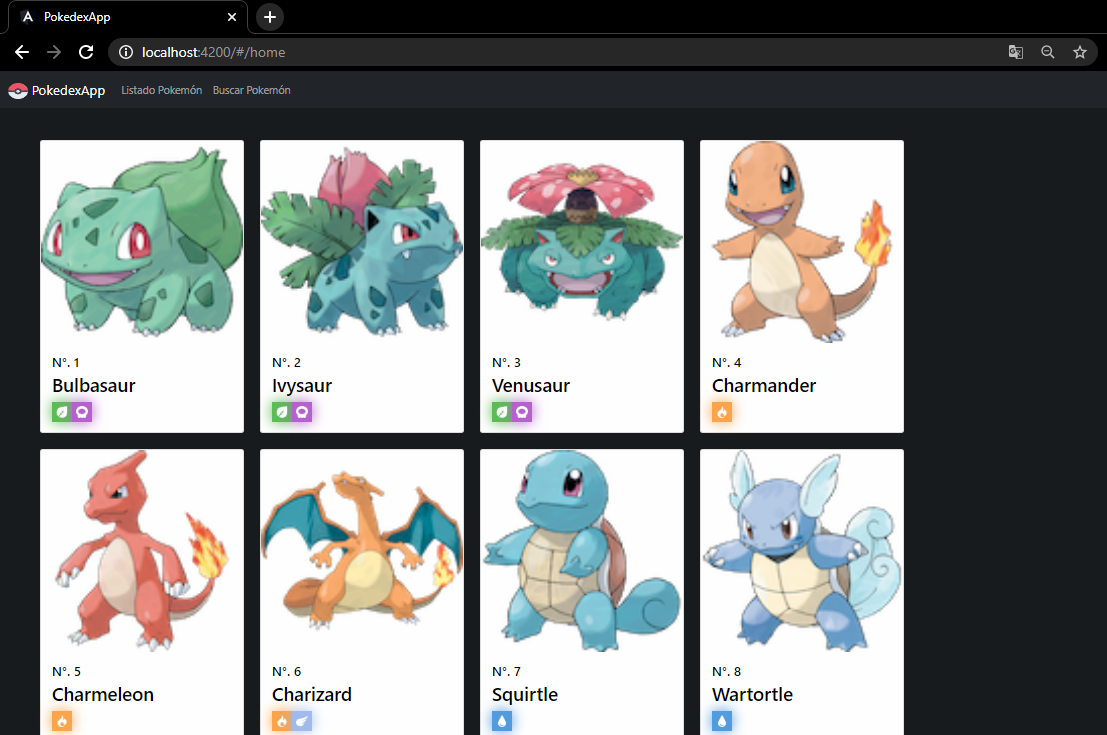 PokedexApp
localhost:4200/#/home
PokedexApp Listado Pokemón Buscar Pokemón
N°. 1
Bulbasaur
N°. 2
Ivysaur
N°. 3
Venusaur
N°. 4
Charmander
N°. 5
Charmeleon
N°. 6
Charizard
N°. 7
Squirtle
N°. 8
Wartortle